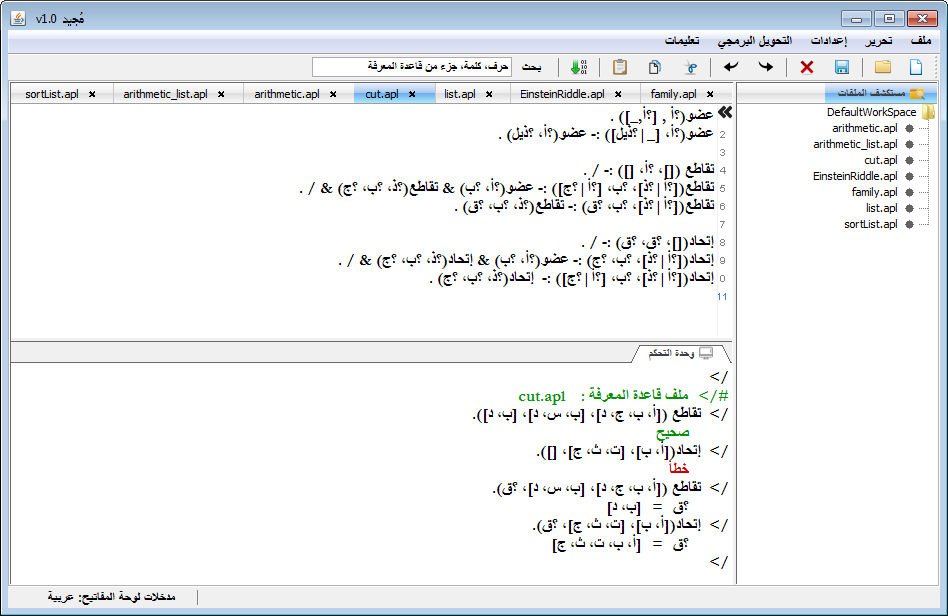 مُجيد v1.0
ملف تحرير إعدادات التحويل البرمجي تعليمات
بحث حرف، كلمة، جزء من قاعدة المعرفة
مستكشف الملفات
DefaultWorkSpace
arithmetic.apl
arithmetic_list.apl
cut.apl
EinsteinRiddle.apl
family.apl
list.apl
sortList.apl
sortList.apl arithmetic_list.apl arithmetic.apl cut.apl list.apl EinsteinRiddle.apl family.apl
عضو(؟أ , [؟أ,_]) .
2 عضو(؟أ، [_|؟ذيل]) :- عضو(؟أ، ؟ذيل) .
3
4 تقاطع ([]، ؟أ، []) :- /.
5 تقاطع([؟أ|؟ذ]، ؟ب، [؟أ|؟ج]) :- عضو(؟أ، ؟ب) & تقاطع(؟ذ، ؟ب، ؟ج) & / .
6 تقاطع([؟أ|؟ذ]، ؟ب، ؟ق) :- تقاطع(؟ذ، ؟ب، ؟ق) .
7
8 إتحاد([]، ؟ق، ؟ق) :- / .
9 إتحاد([؟أ|؟ذ]، ؟ب، ؟ج) :- عضو(؟أ، ؟ب) & إتحاد(؟ذ، ؟ب، ؟ج) & / .
0 إتحاد([؟أ|؟ذ]، ؟ب، [؟أ|؟ج]) :- إتحاد(؟ذ، ؟ب، ؟ج) .
11
وحدة التحكم
</
#/> ملف قاعدة المعرفة : cut.apl
</ تقاطع ([أ، ب، ج، د]، [ب، س، د]، [ب، د]).
صحيح
</ إتحاد([أ، ب]، [ت، ث، ج]، []).
خطأ
</ تقاطع ([أ، ب، ج، د]، [ب، س، د]، ؟ق).
؟ق = [ب، د]
</ إتحاد([أ، ب]، [ت، ث، ج]، ؟ق).
؟ق = [أ، ب، ت، ث، ج]
</
مدخلات لوحة المفاتيح: عربية